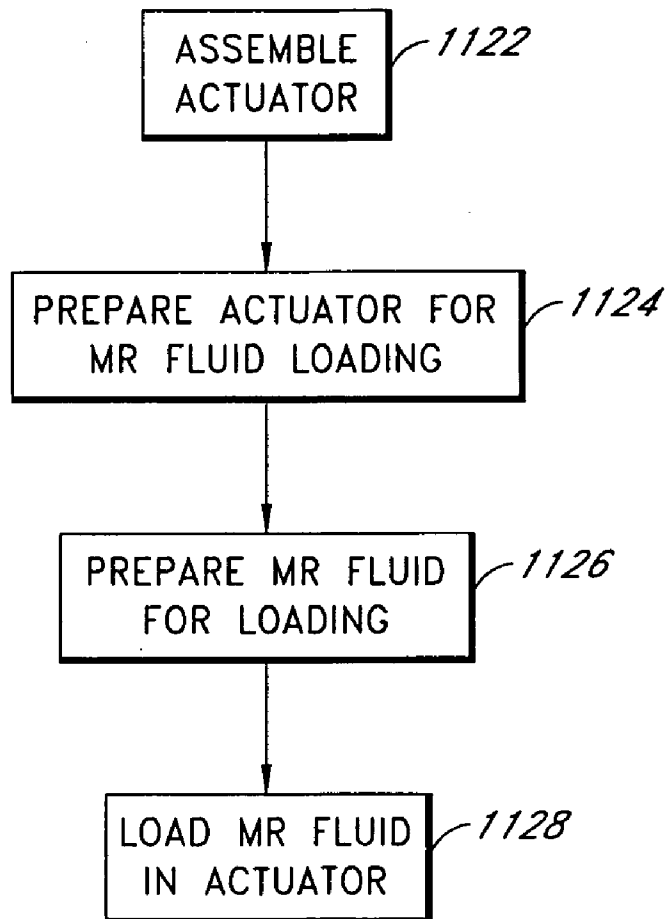 ASSEMBLE
ACTUATOR
1122
PREPARE ACTUATOR FOR
MR FLUID LOADING
1124
PREPARE MR FLUID
FOR LOADING
1126
LOAD MR FLUID
IN ACTUATOR
1128